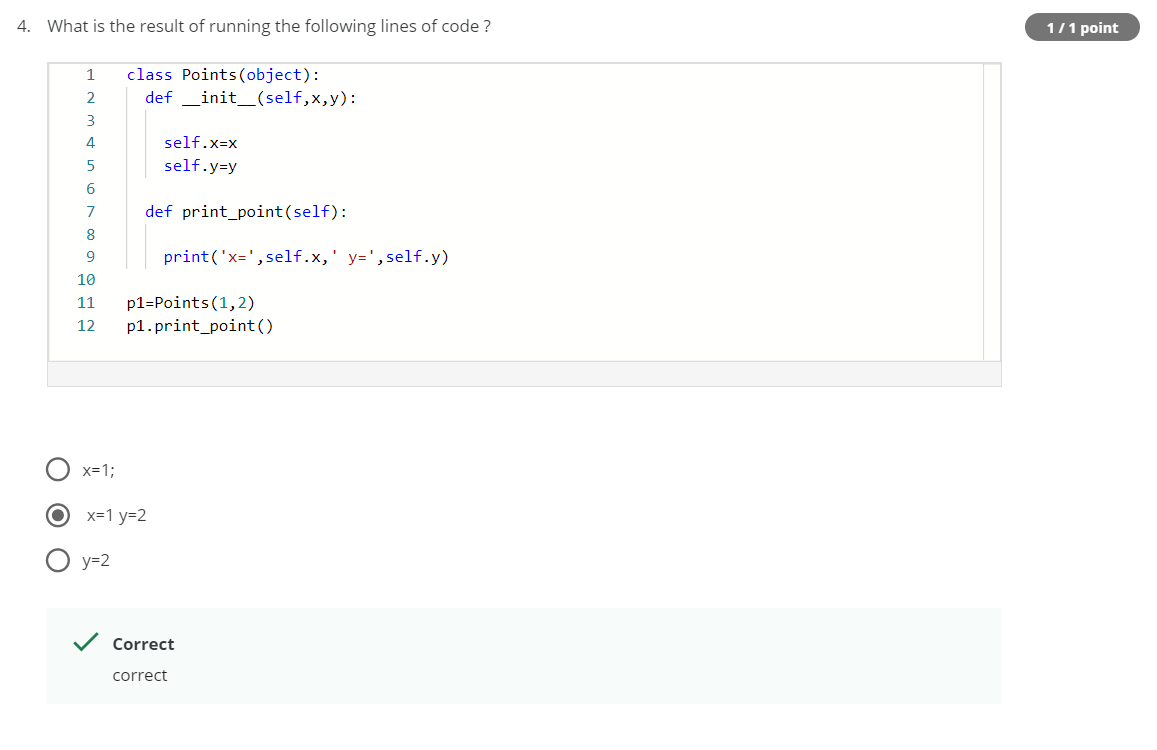 4. What is the result of running the following lines of code ?
1 / 1 point
1 class Points(object):
2   def __init__(self,x,y):
3
4     self.x=x
5     self.y=y
6
7   def print_point(self):
8
9     print('x=',self.x,' y=',self.y)
10
11 p1=Points(1,2)
12 p1.print_point()
x=1;
x=1 y=2
y=2
Correct
correct